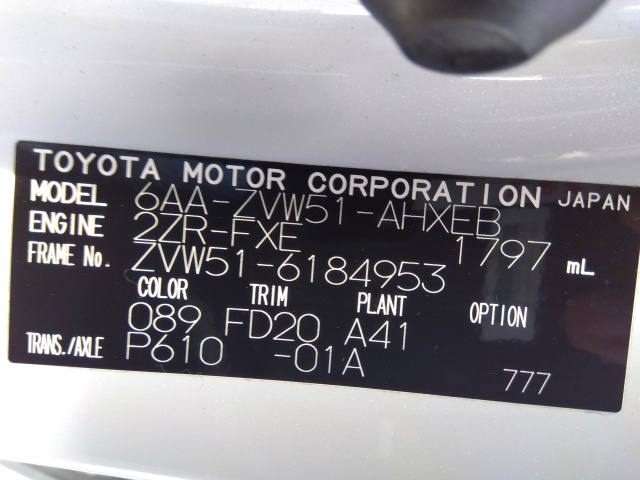 TOYOTA MOTOR CORPORATION JAPAN
MODEL 6AA-ZVW51-AHXEB
ENGINE 2ZR-FXE 1797 mL
FRAME No. ZVW51-6184953
COLOR TRIM PLANT OPTION
089 FD20 A41
TRANS./AXLE P610 -01A
777